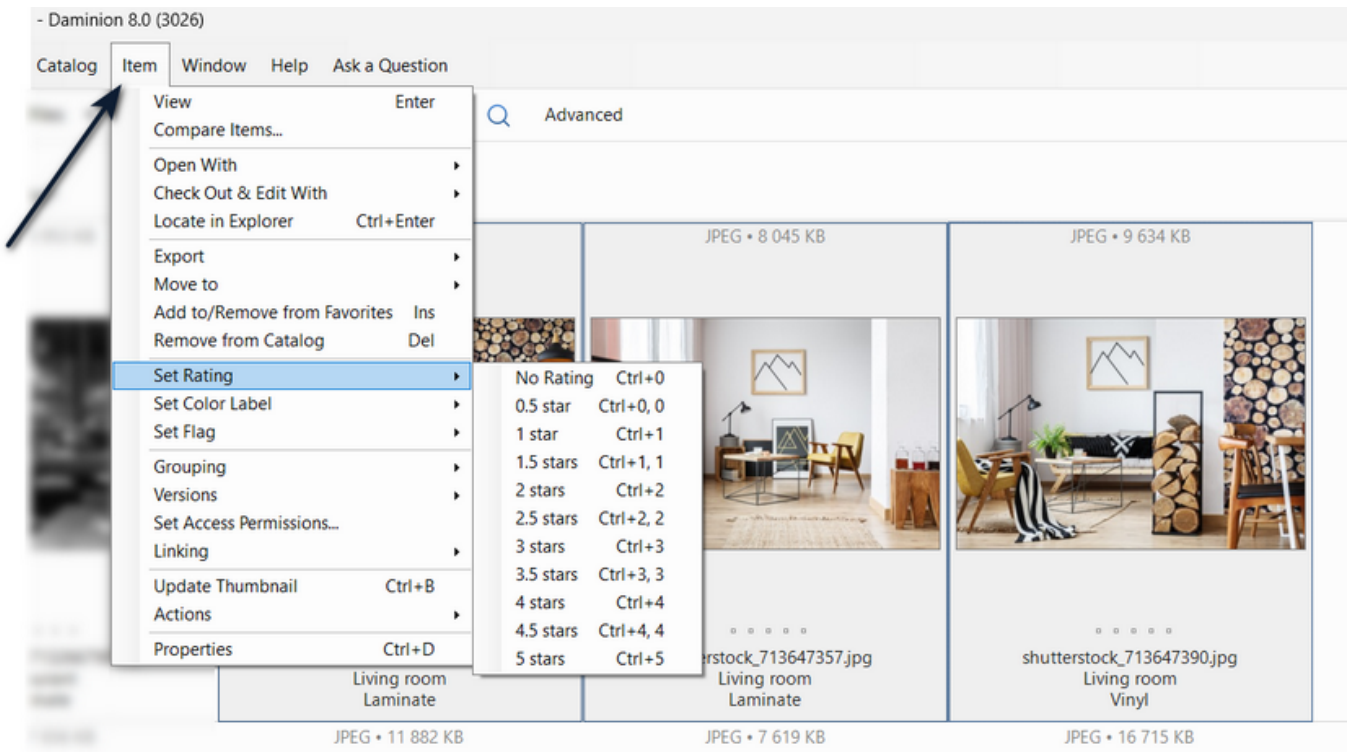 - Daminion 8.0 (3026)
Catalog Item Window Help Ask a Question
View Enter
Advanced
Compare Items...
Open With
Check Out & Edit With
Locate in Explorer Ctrl+Enter
JPEG • 8 045 KB
JPEG • 9 634 KB
Export
Move to
Add to/Remove from Favorites Ins
Remove from Catalog Del
Set Rating
Set Color Label
Set Flag
Grouping
Versions
Set Access Permissions...
Linking
Update Thumbnail Ctrl+B
Actions
Properties Ctrl+D
No Rating Ctrl+0
0.5 star Ctrl+0, 0
1 star Ctrl+1
1.5 stars Ctrl+1, 1
2 stars Ctrl+2
2.5 stars Ctrl+2, 2
3 stars Ctrl+3
3.5 stars Ctrl+3, 3
4 stars Ctrl+4
4.5 stars Ctrl+4, 4
5 stars Ctrl+5
Living room
Laminate
erstock_713647357.jpg
Living room
Laminate
shutterstock_713647390.jpg
Living room
Vinyl
JPEG • 11 882 KB
JPEG • 7 619 KB
JPEG • 16 715 KB